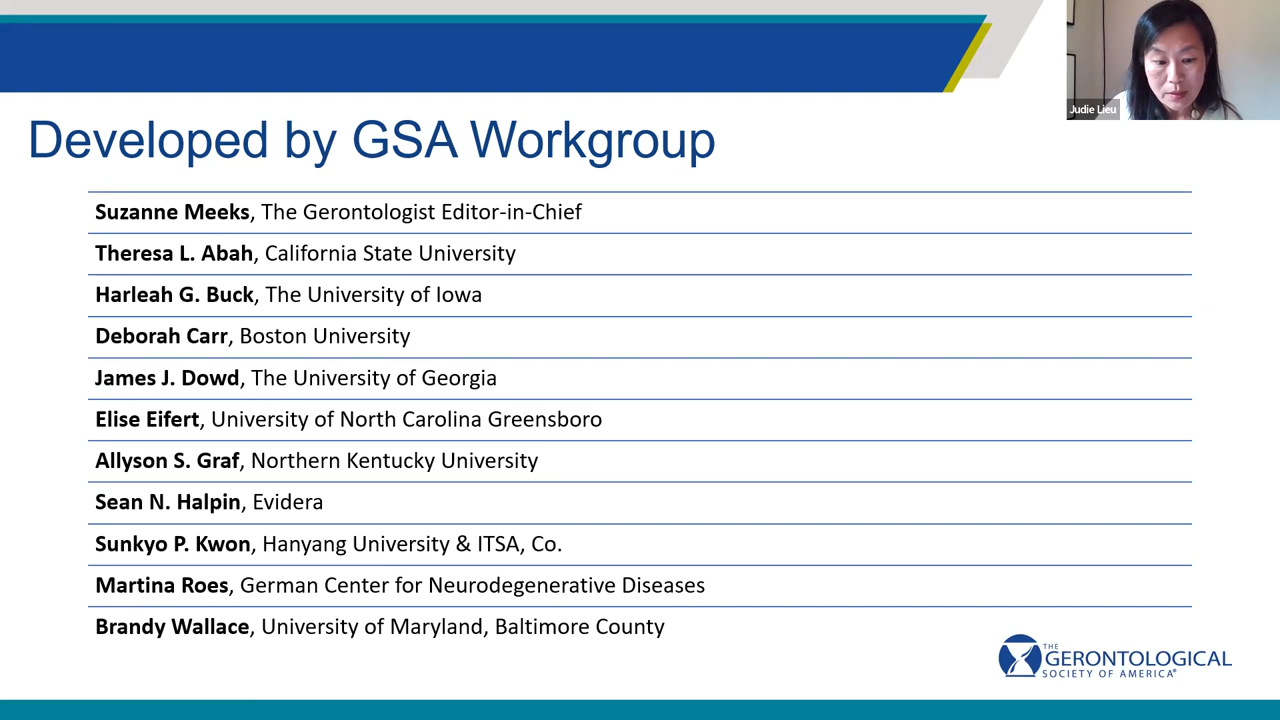 Judie Lieu
Developed by GSA Workgroup
Suzanne Meeks, The Gerontologist Editor-in-Chief
Theresa L. Abah, California State University
Harleah G. Buck, The University of Iowa
Deborah Carr, Boston University
James J. Dowd, The University of Georgia
Elise Eifert, University of North Carolina Greensboro
Allyson S. Graf, Northern Kentucky University
Sean N. Halpin, Evidera
Sunkyo P. Kwon, Hanyang University & ITSA, Co.
Martina Roes, German Center for Neurodegenerative Diseases
Brandy Wallace, University of Maryland, Baltimore County
THE
GERONTOLOGICAL
SOCIETY OF AMERICA®